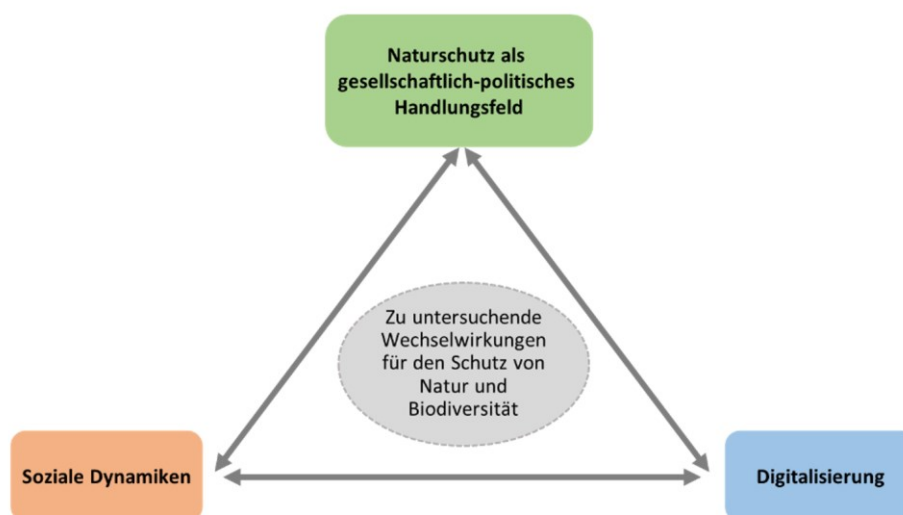 Naturschutz als
gesellschaftlich-politisches
Handlungsfeld
Zu untersuchende
Wechselwirkungen
für den Schutz von
Natur und
Biodiversität
Soziale Dynamiken
Digitalisierung